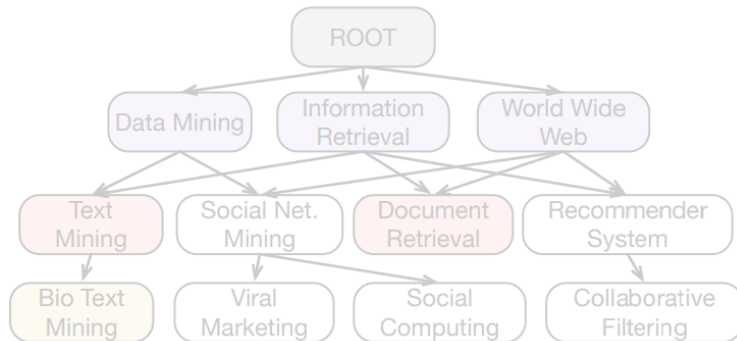 ROOT
Data Mining
Information
Retrieval
World Wide
Web
Text
Mining
Social Net.
Mining
Document
Retrieval
Recommender
System
Bio Text
Mining
Viral
Marketing
Social
Computing
Collaborative
Filtering